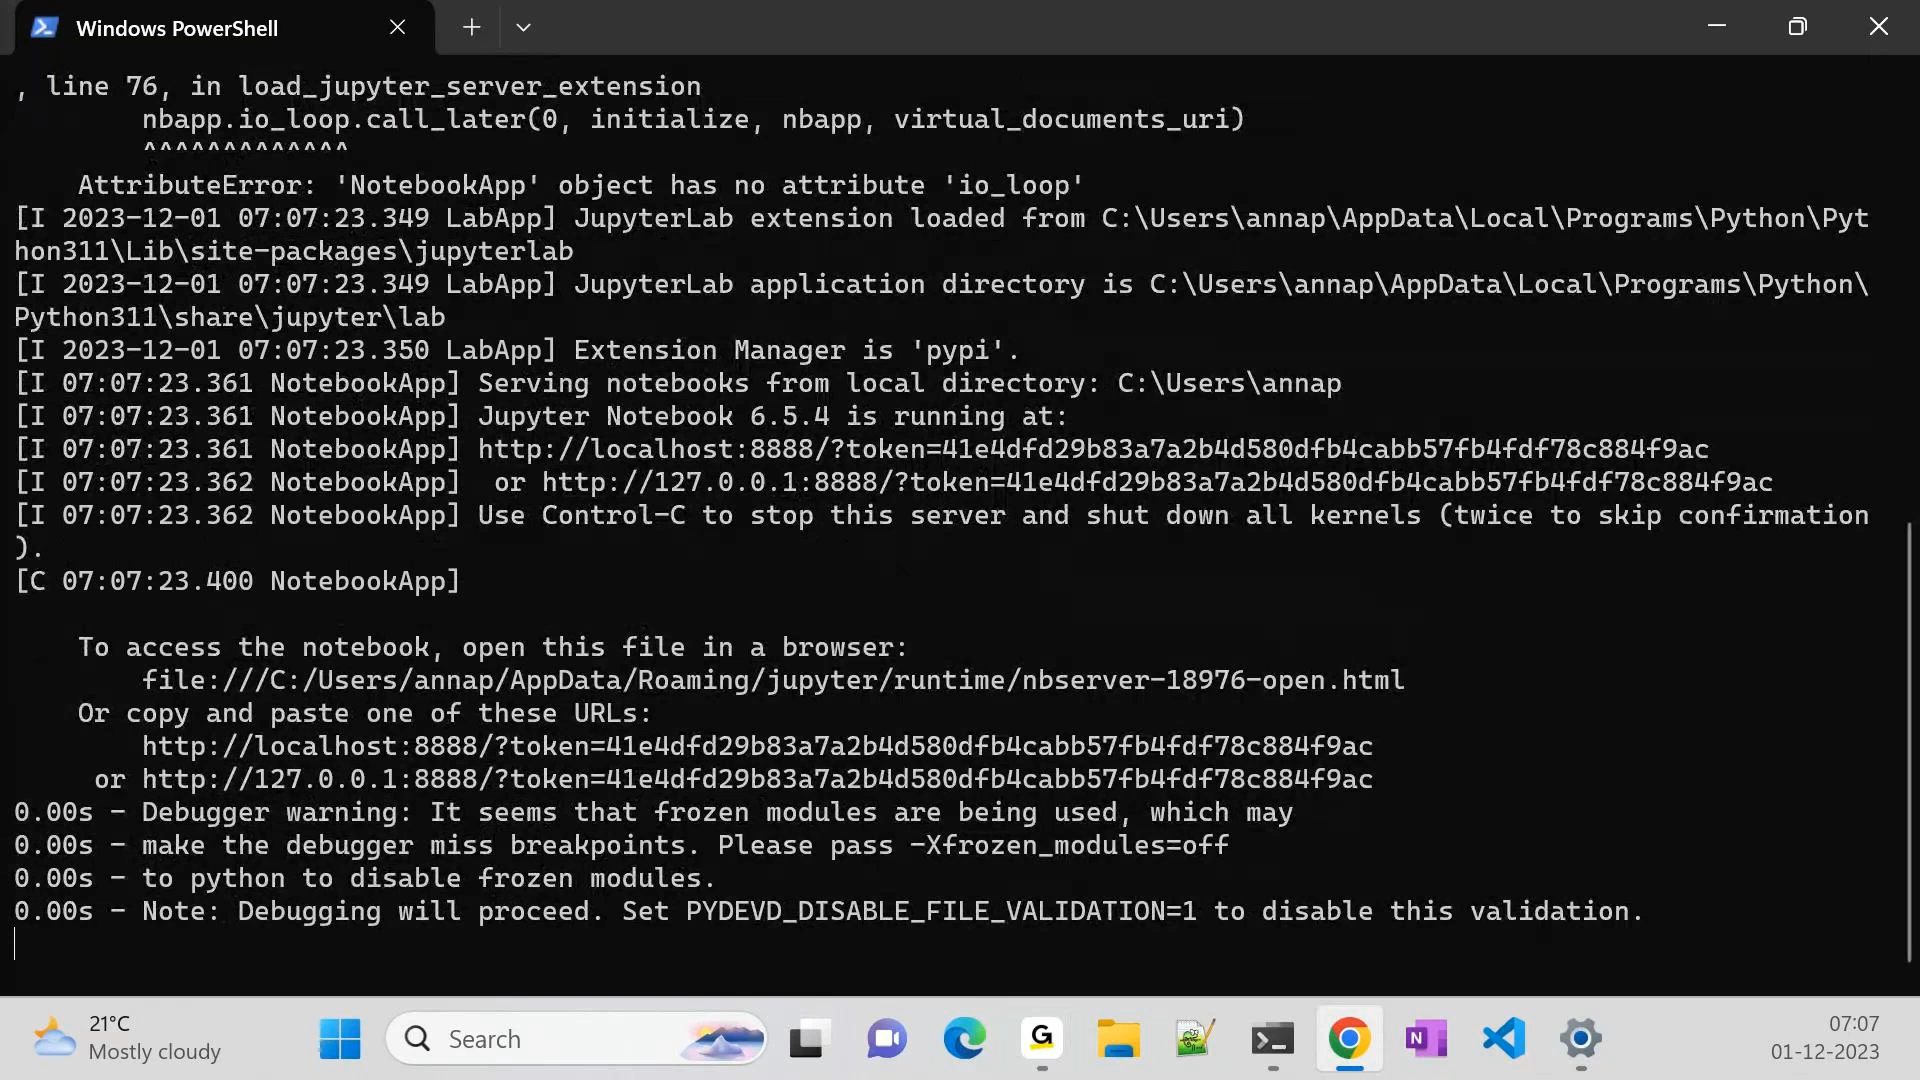 Windows PowerShell
, line 76, in load_jupyter_server_extension
nbapp.io_loop.call_later(0, initialize, nbapp, virtual_documents_uri)
^^^^^^^^^^^^^
AttributeError: 'NotebookApp' object has no attribute 'io_loop'
[I 2023-12-01 07:07:23.349 LabApp] JupyterLab extension loaded from C:\Users\annap\AppData\Local\Programs\Python\Pyt
hon311\Lib\site-packages\jupyterlab
[I 2023-12-01 07:07:23.349 LabApp] JupyterLab application directory is C:\Users\annap\AppData\Local\Programs\Python\
Python311\share\jupyter\lab
[I 2023-12-01 07:07:23.350 LabApp] Extension Manager is 'pypi'.
[I 07:07:23.361 NotebookApp] Serving notebooks from local directory: C:\Users\annap
[I 07:07:23.361 NotebookApp] Jupyter Notebook 6.5.4 is running at:
[I 07:07:23.361 NotebookApp] http://localhost:8888/?token=41e4dfd29b83a7a2b4d580dfb4cabb57fb4fdf78c884f9ac
[I 07:07:23.362 NotebookApp]  or http://127.0.0.1:8888/?token=41e4dfd29b83a7a2b4d580dfb4cabb57fb4fdf78c884f9ac
[I 07:07:23.362 NotebookApp] Use Control-C to stop this server and shut down all kernels (twice to skip confirmation
).
[C 07:07:23.400 NotebookApp]
To access the notebook, open this file in a browser:
file:///C:/Users/annap/AppData/Roaming/jupyter/runtime/nbserver-18976-open.html
Or copy and paste one of these URLs:
http://localhost:8888/?token=41e4dfd29b83a7a2b4d580dfb4cabb57fb4fdf78c884f9ac
or http://127.0.0.1:8888/?token=41e4dfd29b83a7a2b4d580dfb4cabb57fb4fdf78c884f9ac
0.00s - Debugger warning: It seems that frozen modules are being used, which may
0.00s - make the debugger miss breakpoints. Please pass -Xfrozen_modules=off
0.00s - to python to disable frozen modules.
0.00s - Note: Debugging will proceed. Set PYDEVD_DISABLE_FILE_VALIDATION=1 to disable this validation.
21°C
Mostly cloudy
Search
G
N
07:07
01-12-2023